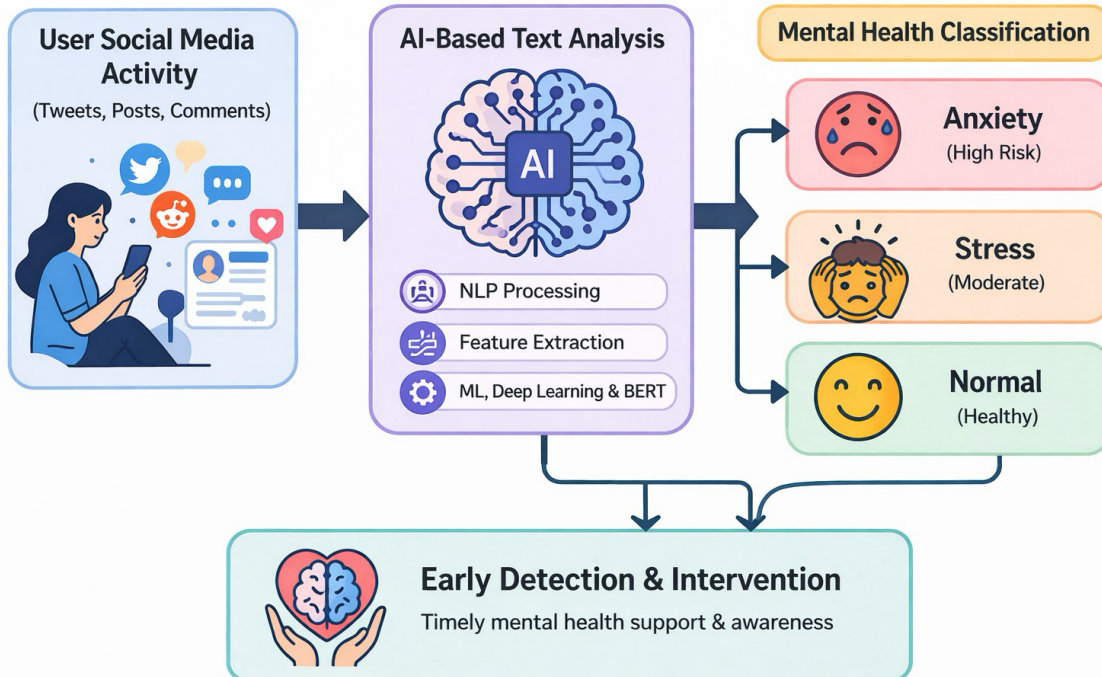 User Social Media
Activity
(Tweets, Posts, Comments)
AI-Based Text Analysis
AI
NLP Processing
Feature Extraction
ML, Deep Learning & BERT
Mental Health Classification
Anxiety
(High Risk)
Stress
(Moderate)
Normal
(Healthy)
Early Detection & Intervention
Timely mental health support & awareness